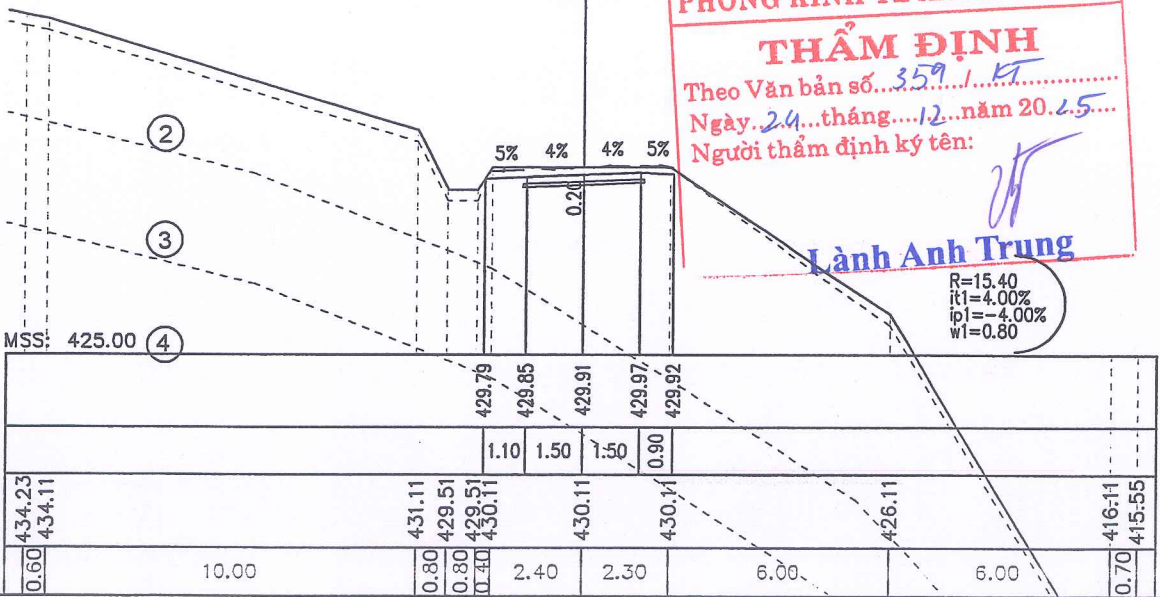 THẨM ĐỊNH
Theo Văn bản số...359.../...KT...
Ngày...24...tháng...12...năm 20.25...
Người thẩm định ký tên:
Lành Anh Trung
2
5% 4% 4% 5%
0.20
3
R=15.40
it1=4.00%
ip1=-4.00%
w1=0.80
MSS: 425.00
4
429.79 429.85 429.91 429.97 429.92
1.10 1.50 1.50 0.90
434.23 434.11 431.11 429.51 429.51 430.11 430.11 430.11 426.11 416.11 415.55
0.60 10.00 0.80 0.80 0.40 2.40 2.30 6.00 6.00 0.70